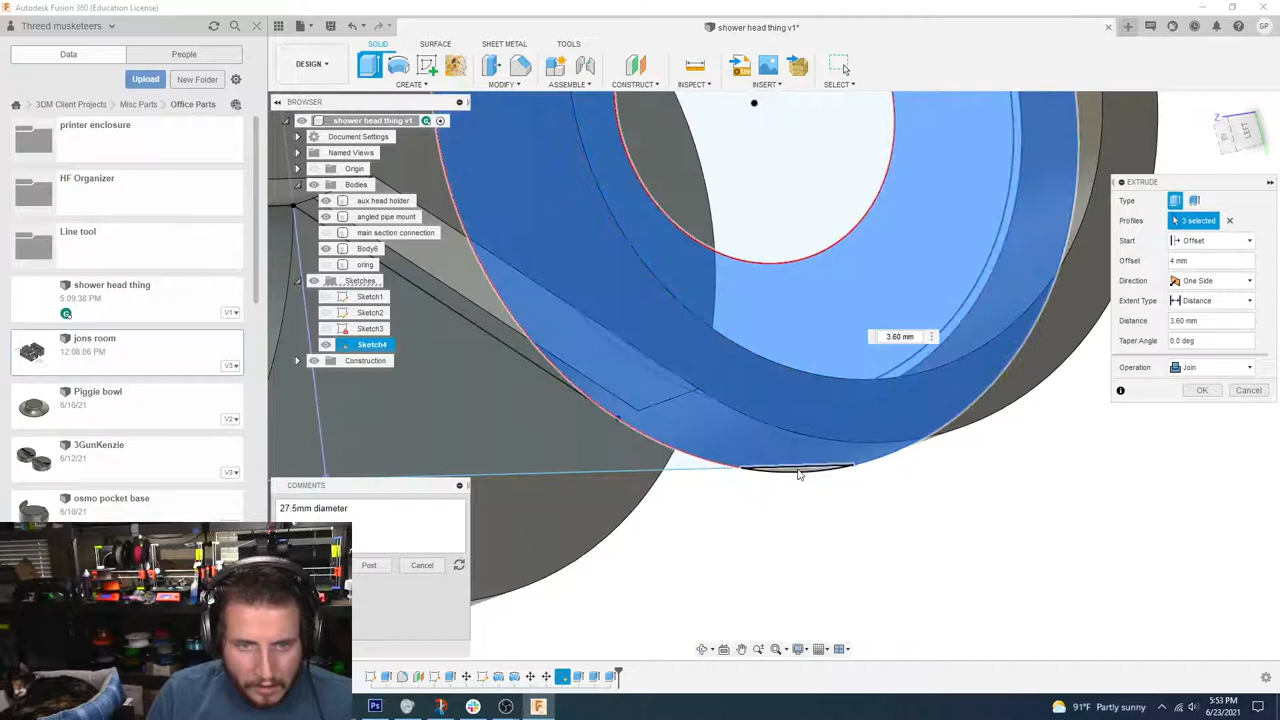 Autodesk Fusion 360 (Education License)
Threed musketeers
shower head thing v1*
GP
Data
People
Upload
New Folder
3DM Client Projects
Misc Parts
Office Parts
printer enclosure
HF Organizer
Line tool
shower head thing
5:09:38 PM
V1
jons room
12:08:06 PM
V3
Piggie bowl
6/16/21
V2
3GunKenzie
6/12/21
V3
osmo pocket base
6/10/21
DESIGN
SOLID
SURFACE
SHEET METAL
TOOLS
CREATE
MODIFY
ASSEMBLE
CONSTRUCT
INSPECT
INSERT
SELECT
BROWSER
shower head thing v1
Document Settings
Named Views
Origin
Bodies
aux head holder
angled pipe mount
main section connection
Body6
oring
Sketches
Sketch1
Sketch2
Sketch3
Sketch4
Construction
COMMENTS
27.5mm diameter
Post
Cancel
3.60 mm
Z
LEFT
EXTRUDE
Type
Profiles
3 selected
Start
Offset
Offset
4 mm
Direction
One Side
Extent Type
Distance
Distance
3.60 mm
Taper Angle
0.0 deg
Operation
Join
OK
Cancel
91°F Partly sunny
5:53 PM
6/23/2021